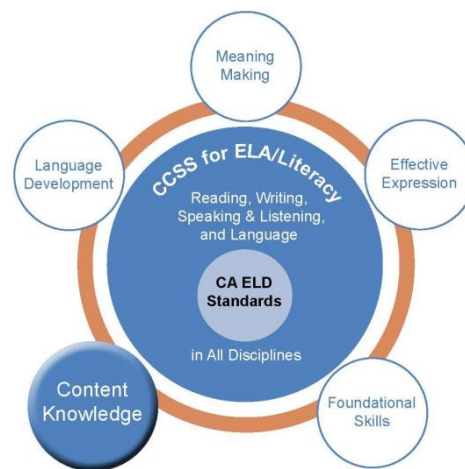 Meaning
Making
Language
Development
Effective
Expression
CCSS for ELA/Literacy
Reading, Writing,
Speaking & Listening,
and Language
CA ELD
Standards
in All Disciplines
Content
Knowledge
Foundational
Skills